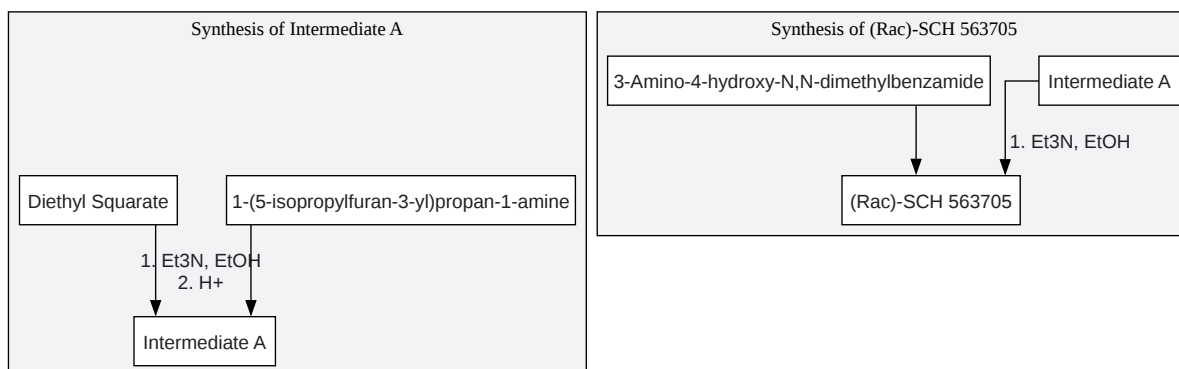 Synthesis of Intermediate A
Diethyl Squarate
1-(5-isopropylfuran-3-yl)propan-1-amine
1. Et3N, EtOH
2. H+
Intermediate A
Synthesis of (Rac)-SCH 563705
3-Amino-4-hydroxy-N,N-dimethylbenzamide
Intermediate A
1. Et3N, EtOH
(Rac)-SCH 563705